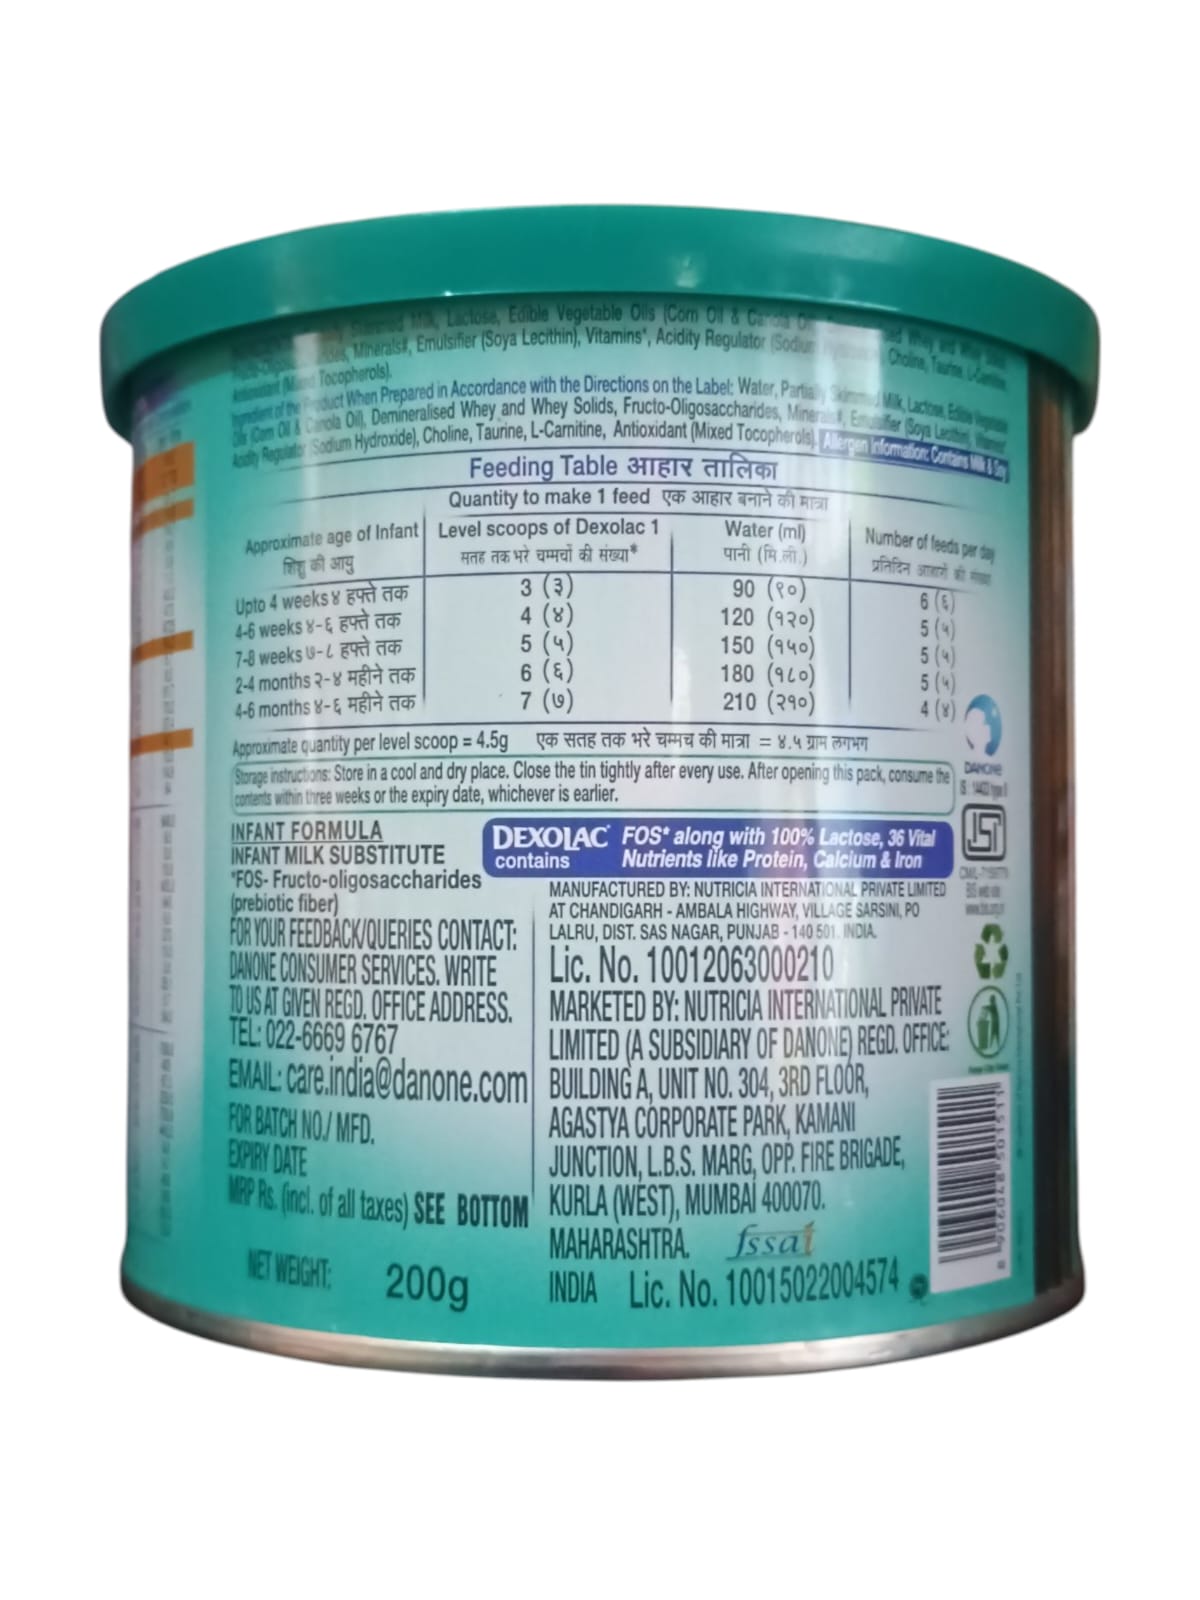 Skimmed Milk, Lactose, Edible Vegetable Oils (Corn Oil & Canola
Minerals#, Emulsifier (Soya Lecithin), Vitamins*, Acidity Regulator (Sodium Choline, Taurine, L-Carnitine,
Antioxidant (Mixed Tocopherols).
Ingredient of the Product When Prepared in Accordance with the Directions on the Label: Water, Partially Skimmed Milk, Lactose, Edible Vegetable
Oils (Corn Oil & Canola Oil), Demineralised Whey and Whey Solids, Fructo-Oligosaccharides, Minerals#, Emulsifier (Soya Lecithin), Vitamins*
Acidity Regulator (Sodium Hydroxide), Choline, Taurine, L-Carnitine, Antioxidant (Mixed Tocopherols). Allergen Information: Contains Milk & Soy
Feeding Table आहार तालिका
Quantity to make 1 feed एक आहार बनाने की मात्रा
Approximate age of Infant Level scoops of Dexolac 1 Water (ml) Number of feeds per day
शिशु की आयु सतह तक भरे चम्मचों की संख्या* पानी (मि.ली.) प्रतिदिन आहारों की संख्या
Upto 4 weeks ४ हफ्ते तक 3 (३) 90 (९०) 6 (६)
4-6 weeks ४-६ हफ्ते तक 4 (४) 120 (१२०) 5 (५)
7-8 weeks ७-८ हफ्ते तक 5 (५) 150 (१५०) 5 (५)
2-4 months २-४ महीने तक 6 (६) 180 (१८०) 5 (५)
4-6 months ४-६ महीने तक 7 (७) 210 (२१०) 4 (४)
Approximate quantity per level scoop = 4.5g एक सतह तक भरे चम्मच की मात्रा = ४.५ ग्राम लगभग
Storage instructions: Store in a cool and dry place. Close the tin tightly after every use. After opening this pack, consume the
contents within three weeks or the expiry date, whichever is earlier.
DANONE
INFANT FORMULA
INFANT MILK SUBSTITUTE
*FOS- Fructo-oligosaccharides
(prebiotic fiber)
FOR YOUR FEEDBACK/QUERIES CONTACT:
DANONE CONSUMER SERVICES. WRITE
TO US AT GIVEN REGD. OFFICE ADDRESS.
TEL: 022-6669 6767
EMAIL: care.india@danone.com
FOR BATCH NO./ MFD.
EXPIRY DATE
MRP Rs. (incl. of all taxes) SEE BOTTOM
NET WEIGHT: 200g
DEXOLAC contains FOS* along with 100% Lactose, 36 Vital
Nutrients like Protein, Calcium & Iron
MANUFACTURED BY: NUTRICIA INTERNATIONAL PRIVATE LIMITED
AT CHANDIGARH - AMBALA HIGHWAY, VILLAGE SARSINI, PO
LALRU, DIST. SAS NAGAR, PUNJAB - 140 501. INDIA.
Lic. No. 10012063000210
MARKETED BY: NUTRICIA INTERNATIONAL PRIVATE
LIMITED (A SUBSIDIARY OF DANONE) REGD. OFFICE:
BUILDING A, UNIT NO. 304, 3RD FLOOR,
AGASTYA CORPORATE PARK, KAMANI
JUNCTION, L.B.S. MARG, OPP. FIRE BRIGADE,
KURLA (WEST), MUMBAI 400070.
MAHARASHTRA. fssai
INDIA Lic. No. 10015022004574